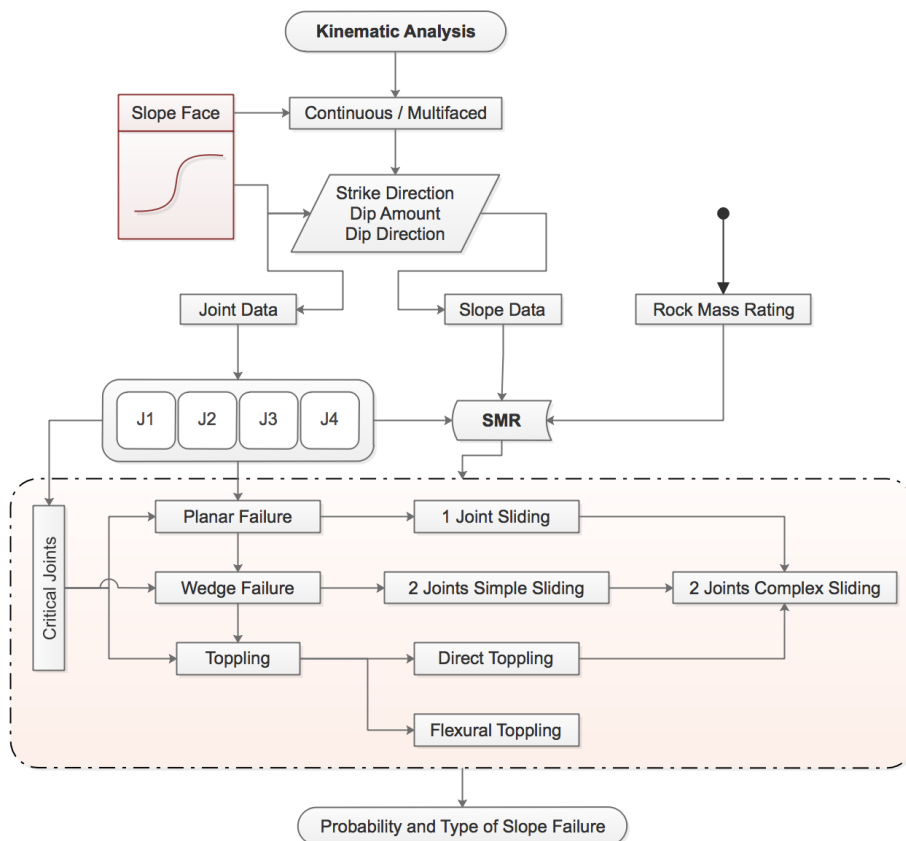 Kinematic Analysis
Slope Face
Continuous / Multifaced
Strike Direction
Dip Amount
Dip Direction
Joint Data
Slope Data
Rock Mass Rating
J1
J2
J3
J4
SMR
Critical Joints
Planar Failure
1 Joint Sliding
Wedge Failure
2 Joints Simple Sliding
2 Joints Complex Sliding
Toppling
Direct Toppling
Flexural Toppling
Probability and Type of Slope Failure